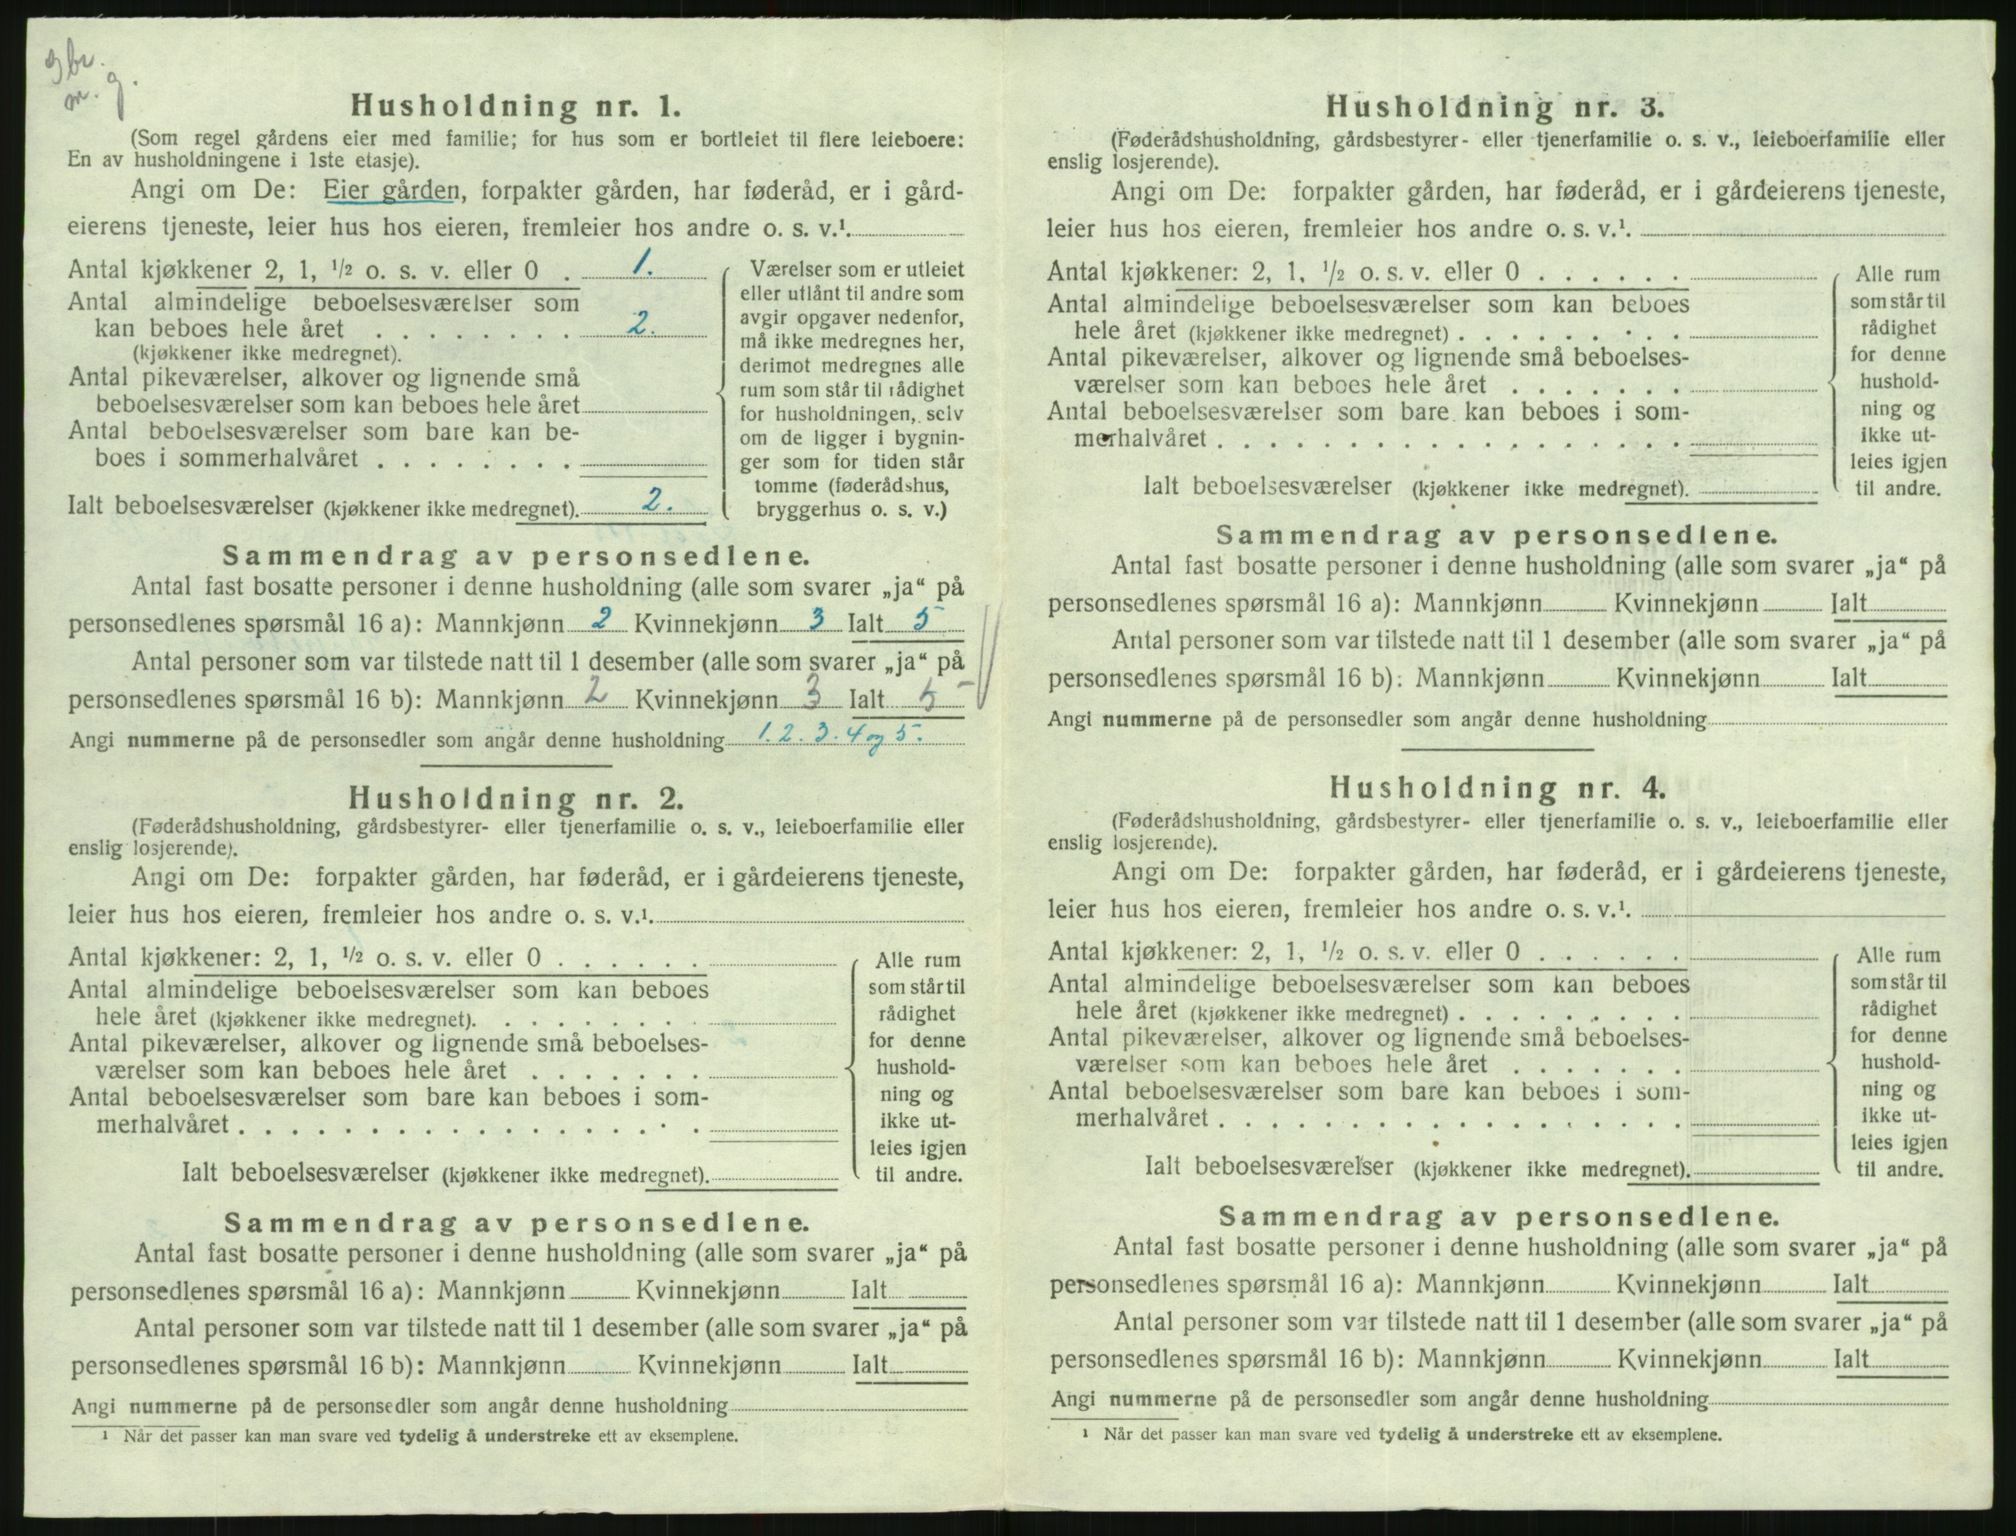 gbr.
m. g.
Husholdning nr. 1.
(Som regel gårdens eier med familie; for hus som er bortleiet til flere leieboere:
En av husholdningene i 1ste etasje).
Angi om De: Eier gården, forpakter gården, har føderåd, er i gård-
eierens tjeneste, leier hus hos eieren, fremleier hos andre o. s. v.¹.
Antal kjøkkener 2, 1, ½ o. s. v. eller 0 . 1.
Antal almindelige beboelsesværelser som
kan beboes hele året . . . . . . . . 2.
(kjøkkener ikke medregnet).
Antal pikeværelser, alkover og lignende små
beboelsesværelser som kan beboes hele året
Antal beboelsesværelser som bare kan be-
boes i sommerhalvåret . . . . . . . .
Ialt beboelsesværelser (kjøkkener ikke medregnet). 2.
Værelser som er utleiet
eller utlånt til andre som
avgir opgaver nedenfor,
må ikke medregnes her,
derimot medregnes alle
rum som står til rådighet
for husholdningen, selv
om de ligger i bygnin-
ger som for tiden står
tomme (føderådshus,
bryggerhus o. s. v.)
Sammendrag av personsedlene.
Antal fast bosatte personer i denne husholdning (alle som svarer „ja“ på
personsedlenes spørsmål 16 a): Mannkjønn 2 Kvinnekjønn 3 Ialt 5
Antal personer som var tilstede natt til 1 desember (alle som svarer „ja“ på
personsedlenes spørsmål 16 b): Mannkjønn 2 Kvinnekjønn 3 Ialt 5
Angi nummerne på de personsedler som angår denne husholdning 1. 2. 3. 4 og 5.
Husholdning nr. 2.
(Føderådshusholdning, gårdsbestyrer- eller tjenerfamilie o. s. v., leieboerfamilie eller
enslig losjerende).
Angi om De: forpakter gården, har føderåd, er i gårdeierens tjeneste,
leier hus hos eieren, fremleier hos andre o. s. v.¹.
Antal kjøkkener: 2, 1, ½ o. s. v. eller 0 . . . . . .
Antal almindelige beboelsesværelser som kan beboes
hele året (kjøkkener ikke medregnet). . . . . . . . .
Antal pikeværelser, alkover og lignende små beboelses-
værelser som kan beboes hele året . . . . . . .
Antal beboelsesværelser som bare kan beboes i som-
merhalvåret . . . . . . . . . . . . . . . . . .
Ialt beboelsesværelser (kjøkkener ikke medregnet).
Alle rum
som står til
rådighet
for denne
hushold-
ning og
ikke ut-
leies igjen
til andre.
Sammendrag av personsedlene.
Antal fast bosatte personer i denne husholdning (alle som svarer „ja“ på
personsedlenes spørsmål 16 a): Mannkjønn Kvinnekjønn Ialt
Antal personer som var tilstede natt til 1 desember (alle som svarer „ja“ på
personsedlenes spørsmål 16 b): Mannkjønn Kvinnekjønn Ialt
Angi nummerne på de personsedler som angår denne husholdning
¹ Når det passer kan man svare ved tydelig å understreke ett av eksemplene.
Husholdning nr. 3.
(Føderådshusholdning, gårdsbestyrer- eller tjenerfamilie o. s. v., leieboerfamilie eller
enslig losjerende).
Angi om De: forpakter gården, har føderåd, er i gårdeierens tjeneste,
leier hus hos eieren, fremleier hos andre o. s. v.¹.
Antal kjøkkener: 2, 1, ½ o. s. v. eller 0 . . . . . .
Antal almindelige beboelsesværelser som kan beboes
hele året (kjøkkener ikke medregnet) . . . . . . . . .
Antal pikeværelser, alkover og lignende små beboelses-
værelser som kan beboes hele året . . . . . . .
Antal beboelsesværelser som bare kan beboes i som-
merhalvåret . . . . . . . . . . . . . . . . . .
Ialt beboelsesværelser (kjøkkener ikke medregnet).
Alle rum
som står til
rådighet
for denne
hushold-
ning og
ikke ut-
leies igjen
til andre.
Sammendrag av personsedlene.
Antal fast bosatte personer i denne husholdning (alle som svarer „ja“ på
personsedlenes spørsmål 16 a): Mannkjønn Kvinnekjønn Ialt
Antal personer som var tilstede natt til 1 desember (alle som svarer „ja“ på
personsedlenes spørsmål 16 b): Mannkjønn Kvinnekjønn Ialt
Angi nummerne på de personsedler som angår denne husholdning
Husholdning nr. 4.
(Føderådshusholdning, gårdsbestyrer- eller tjenerfamilie o. s. v., leieboerfamilie eller
enslig losjerende).
Angi om De: forpakter gården, har føderåd, er i gårdeierens tjeneste,
leier hus hos eieren, fremleier hos andre o. s. v.¹.
Antal kjøkkener: 2, 1, ½ o. s. v. eller 0 . . . . . .
Antal almindelige beboelsesværelser som kan beboes
hele året (kjøkkener ikke medregnet) . . . . . . . . .
Antal pikeværelser, alkover og lignende små beboelses-
værelser som kan beboes hele året . . . . . . .
Antal beboelsesværelser som bare kan beboes i som-
merhalvåret . . . . . . . . . . . . . . . . . .
Ialt beboelsesværelser (kjøkkener ikke medregnet).
Alle rum
som står til
rådighet
for denne
hushold-
ning og
ikke ut-
leies igjen
til andre.
Sammendrag av personsedlene.
Antal fast bosatte personer i denne husholdning (alle som svarer „ja“ på
personsedlenes spørsmål 16 a): Mannkjønn Kvinnekjønn Ialt
Antal personer som var tilstede natt til 1 desember (alle som svarer „ja“ på
personsedlenes spørsmål 16 b): Mannkjønn Kvinnekjønn Ialt
Angi nummerne på de personsedler som angår denne husholdning
¹ Når det passer kan man svare ved tydelig å understreke ett av eksemplene.